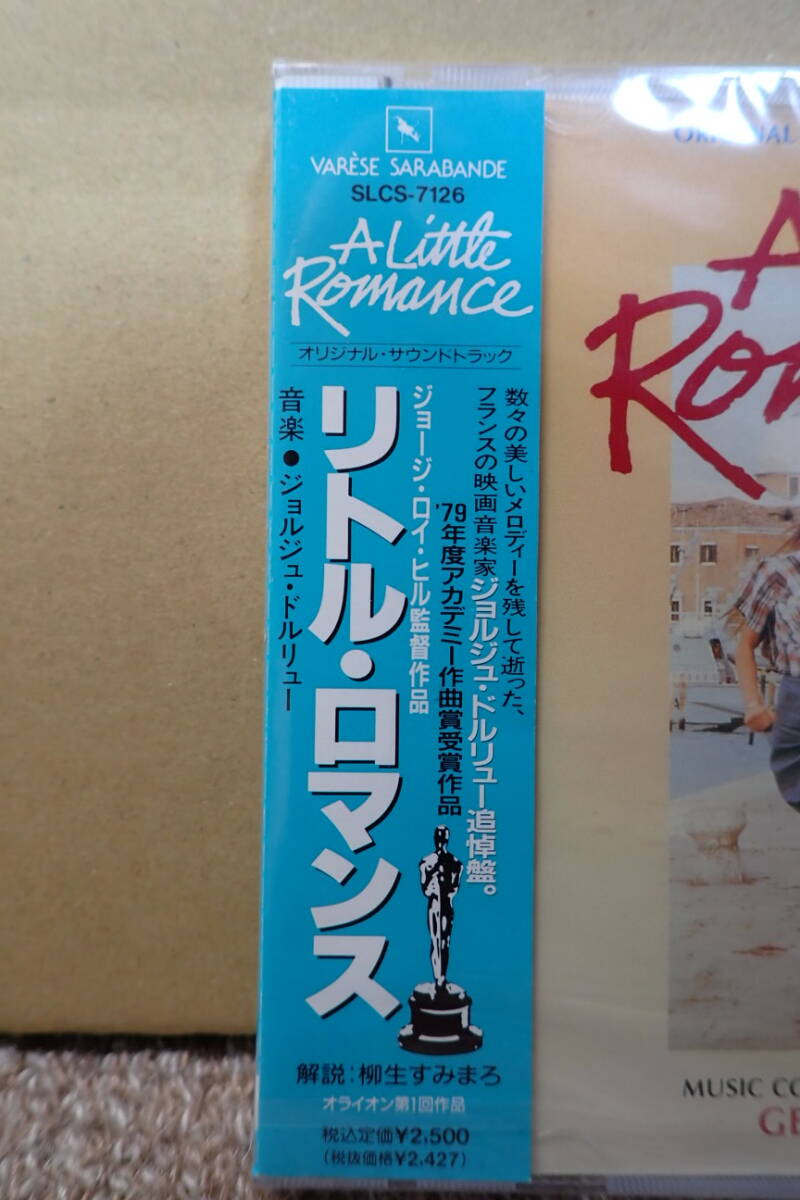 VARÈSE SARABANDE
SLCS-7126
A Little
Romance
オリジナル・サウンドトラック
数々の美しいメロディーを残して逝った、
フランスの映画音楽家ジョルジュ・ドルリュー追悼盤。
'79年度アカデミー作曲賞受賞作品
ジョージ・ロイ・ヒル監督作品
リトル・ロマンス
音楽●ジョルジュ・ドルリュー
解説:柳生すみまろ
オライオン第1回作品
税込定価¥2,500
(税抜価格¥2,427)
A
MUSIC